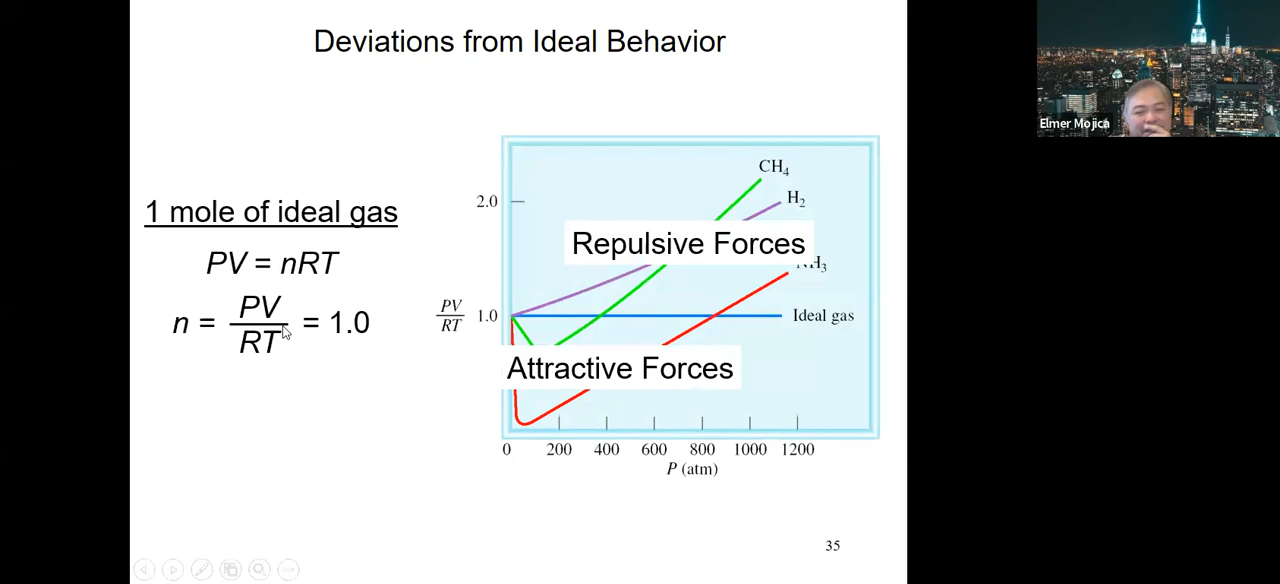 Deviations from Ideal Behavior
Elmer Mojica
1 mole of ideal gas
PV = nRT
n = PV/RT = 1.0
CH₄
2.0
H₂
Repulsive Forces
NH₃
PV/RT
1.0
Ideal gas
Attractive Forces
0 200 400 600 800 1000 1200
P (atm)
35